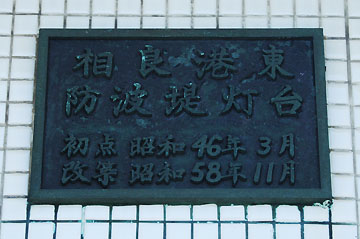 相良港東
防波堤灯台
初点 昭和46年3月
改築 昭和58年11月